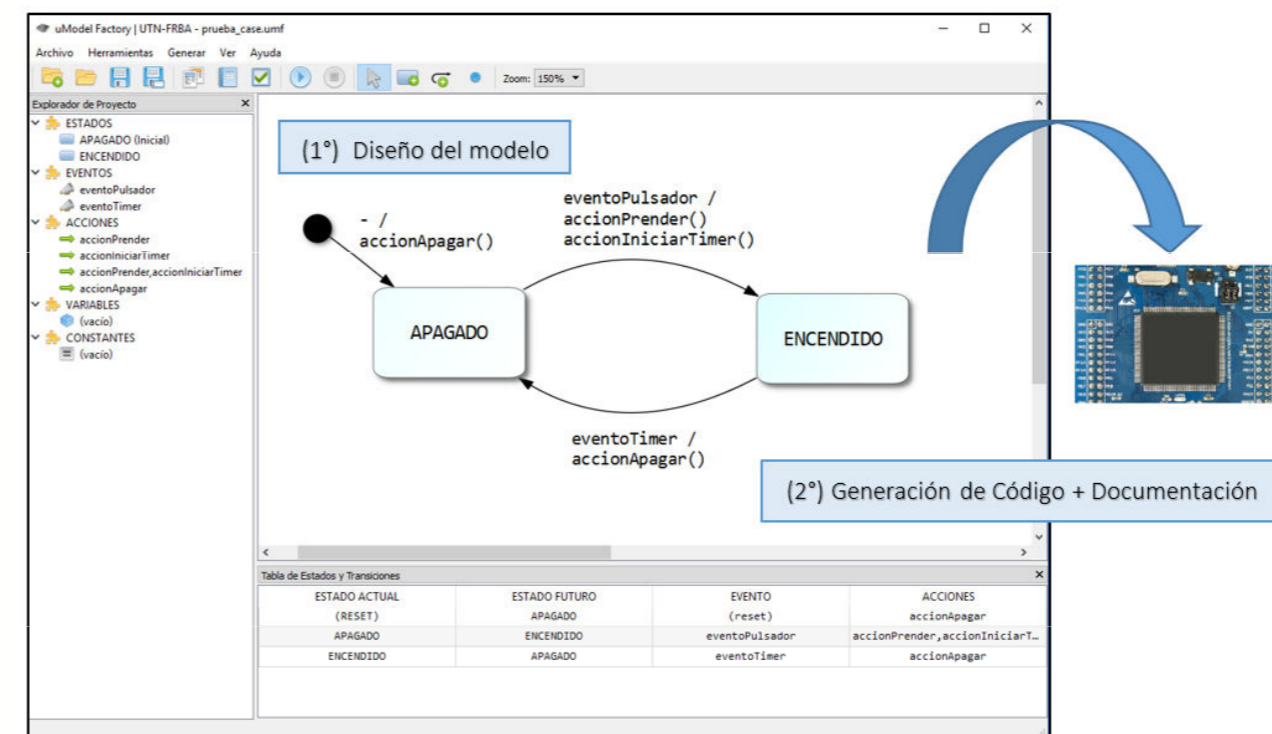 uModel Factory | UTN-FRBA - prueba_case.umf
Archivo Herramientas Generar Ver Ayuda
Zoom: 150%
Explorador de Proyecto
ESTADOS
APAGADO (Inicial)
ENCENDIDO
EVENTOS
eventoPulsador
eventoTimer
ACCIONES
accionPrender
accionIniciarTimer
accionPrender,accionIniciarTimer
accionApagar
VARIABLES
(vacío)
CONSTANTES
(vacío)
(1°) Diseño del modelo
- /
accionApagar()
eventoPulsador /
accionPrender()
accionIniciarTimer()
APAGADO
ENCENDIDO
eventoTimer /
accionApagar()
(2°) Generación de Código + Documentación
Tabla de Estados y Transiciones
ESTADO ACTUAL ESTADO FUTURO EVENTO ACCIONES
(RESET) APAGADO (reset) accionApagar
APAGADO ENCENDIDO eventoPulsador accionPrender,accionIniciarT...
ENCENDIDO APAGADO eventoTimer accionApagar